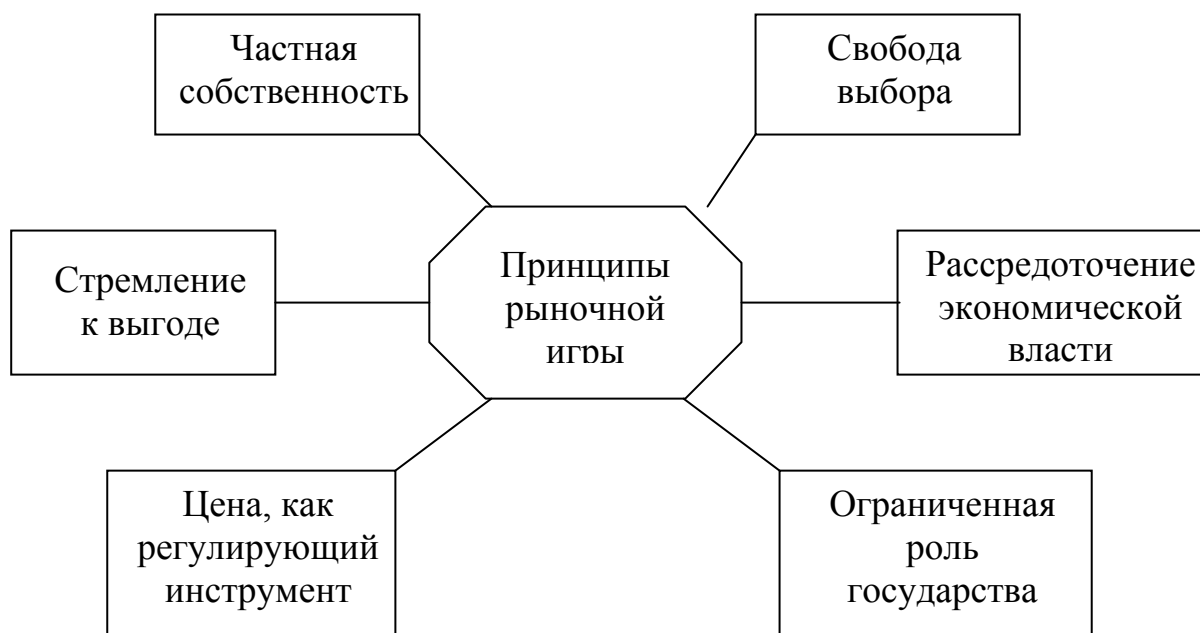 Частная
собственность
Свобода
выбора
Стремление
к выгоде
Принципы
рыночной
игры
Рассредоточение
экономической
власти
Цена, как
регулирующий
инструмент
Ограниченная
роль
государства